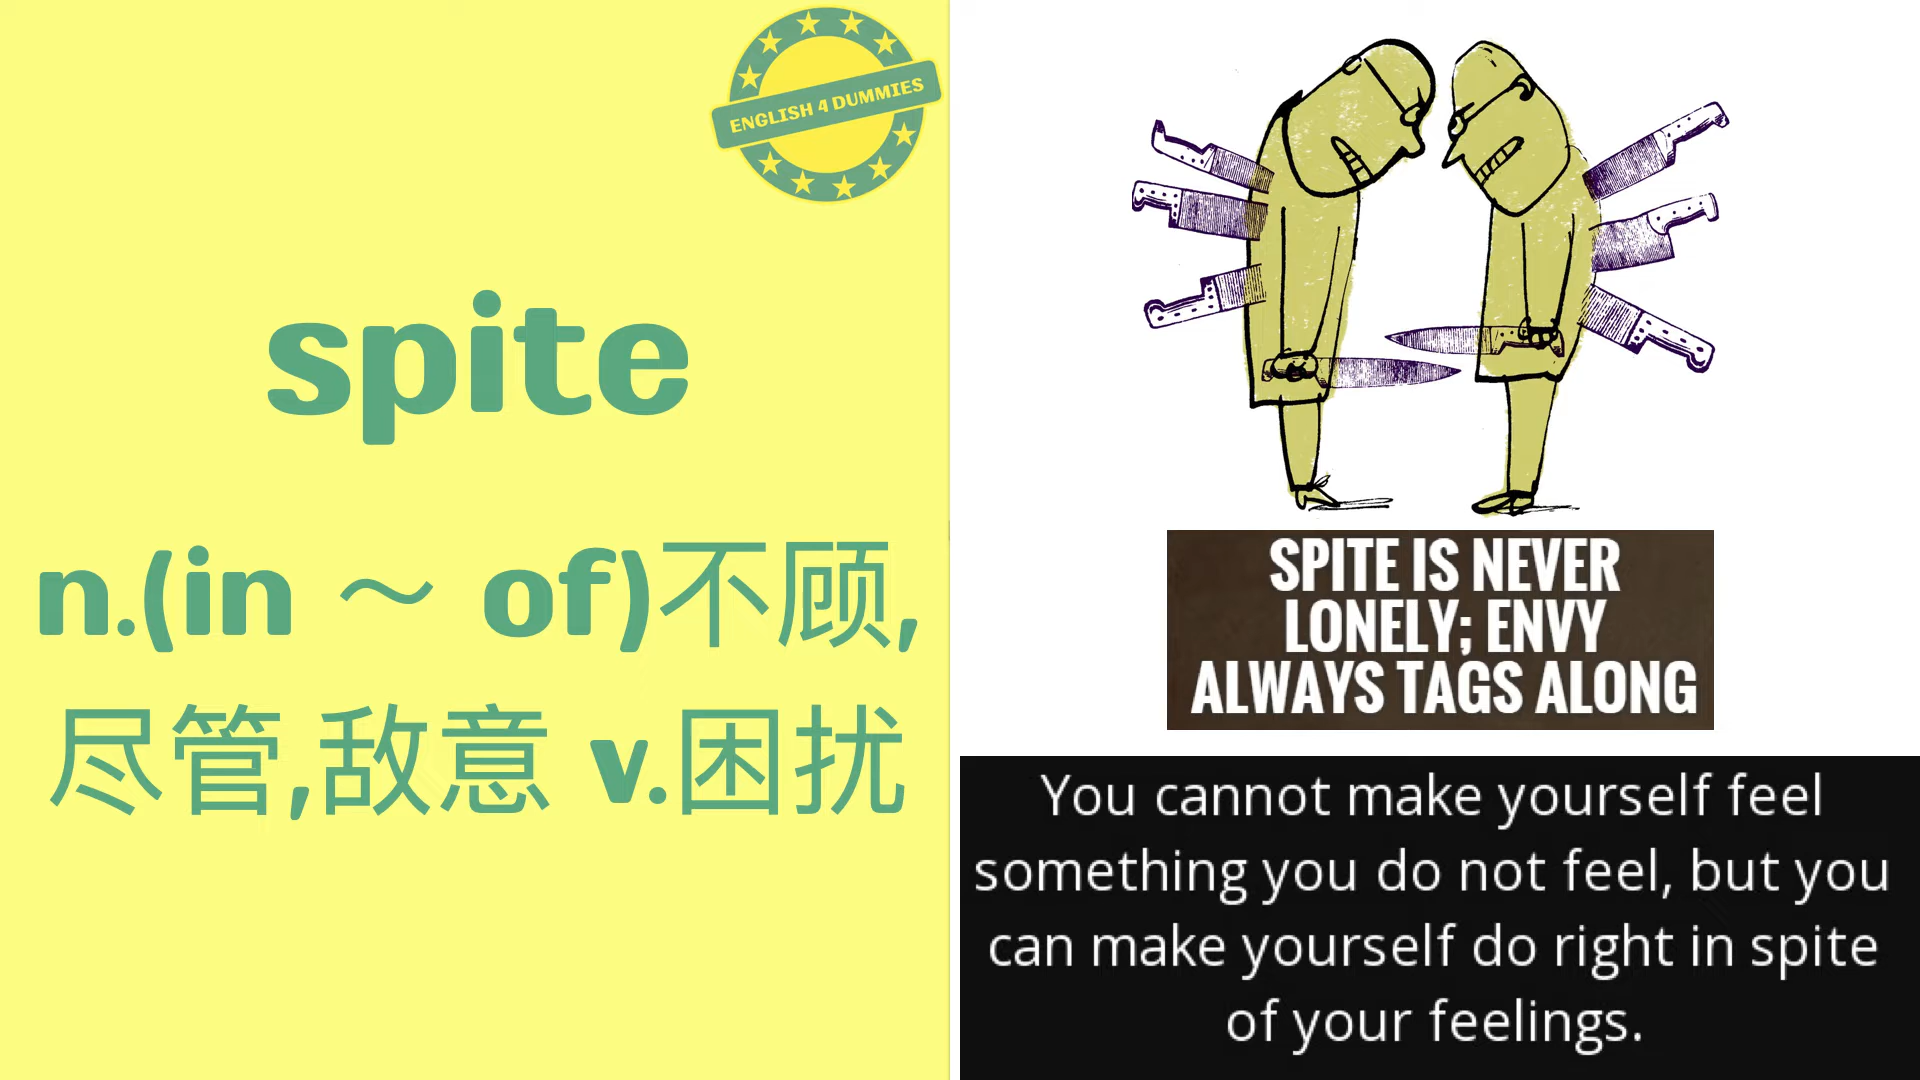 ENGLISH 4 DUMMIES
spite
n.(in ～ of)不顾,
尽管,敌意 v.困扰
SPITE IS NEVER
LONELY; ENVY
ALWAYS TAGS ALONG
You cannot make yourself feel
something you do not feel, but you
can make yourself do right in spite
of your feelings.